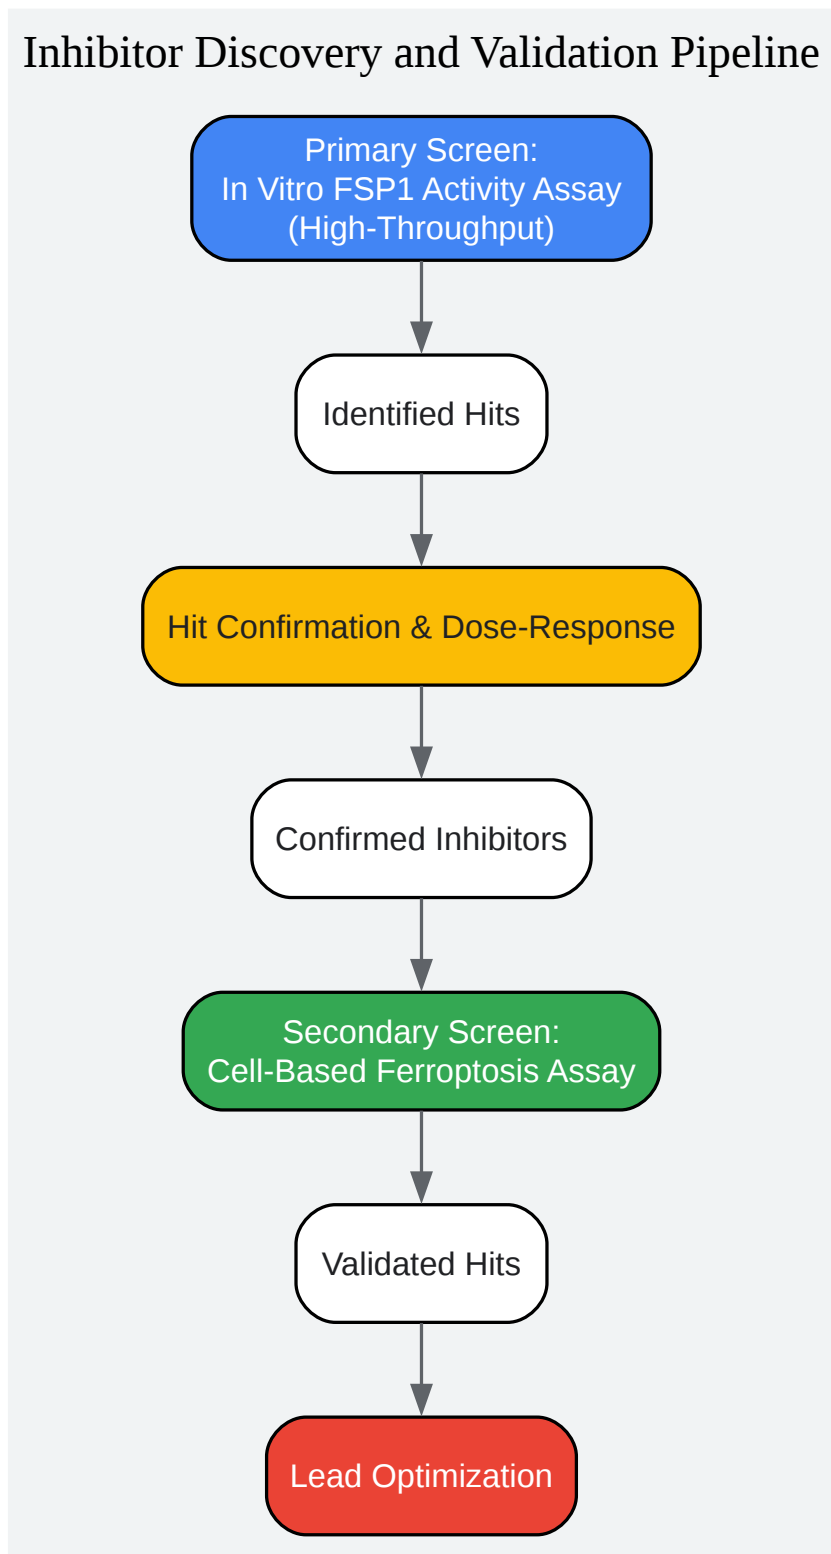 Inhibitor Discovery and Validation Pipeline
Primary Screen:
In Vitro FSP1 Activity Assay
(High-Throughput)
Identified Hits
Hit Confirmation & Dose-Response
Confirmed Inhibitors
Secondary Screen:
Cell-Based Ferroptosis Assay
Validated Hits
Lead Optimization